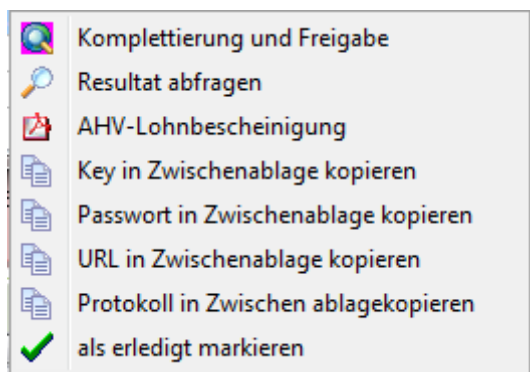 Komplettierung und Freigabe
Resultat abfragen
AHV-Lohnbescheinigung
Key in Zwischenablage kopieren
Passwort in Zwischenablage kopieren
URL in Zwischenablage kopieren
Protokoll in Zwischen ablagekopieren
als erledigt markieren